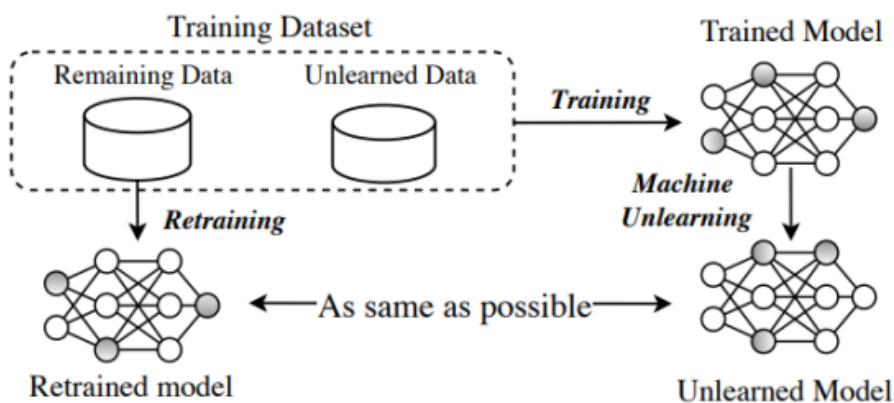 Training Dataset
Remaining Data
Unlearned Data
Training
Trained Model
Machine
Unlearning
Retraining
As same as possible
Retrained model
Unlearned Model